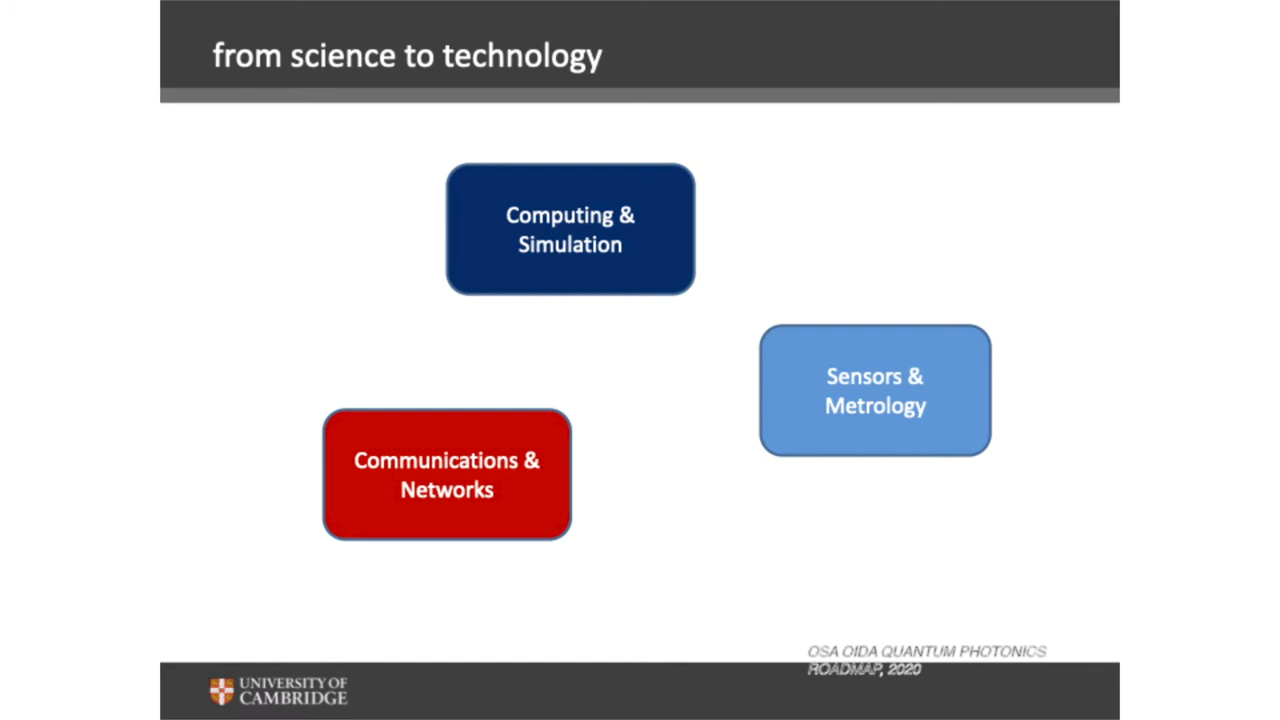 from science to technology
Computing &
Simulation
Sensors &
Metrology
Communications &
Networks
OSA OIDA QUANTUM PHOTONICS
ROADMAP, 2020
UNIVERSITY OF
CAMBRIDGE